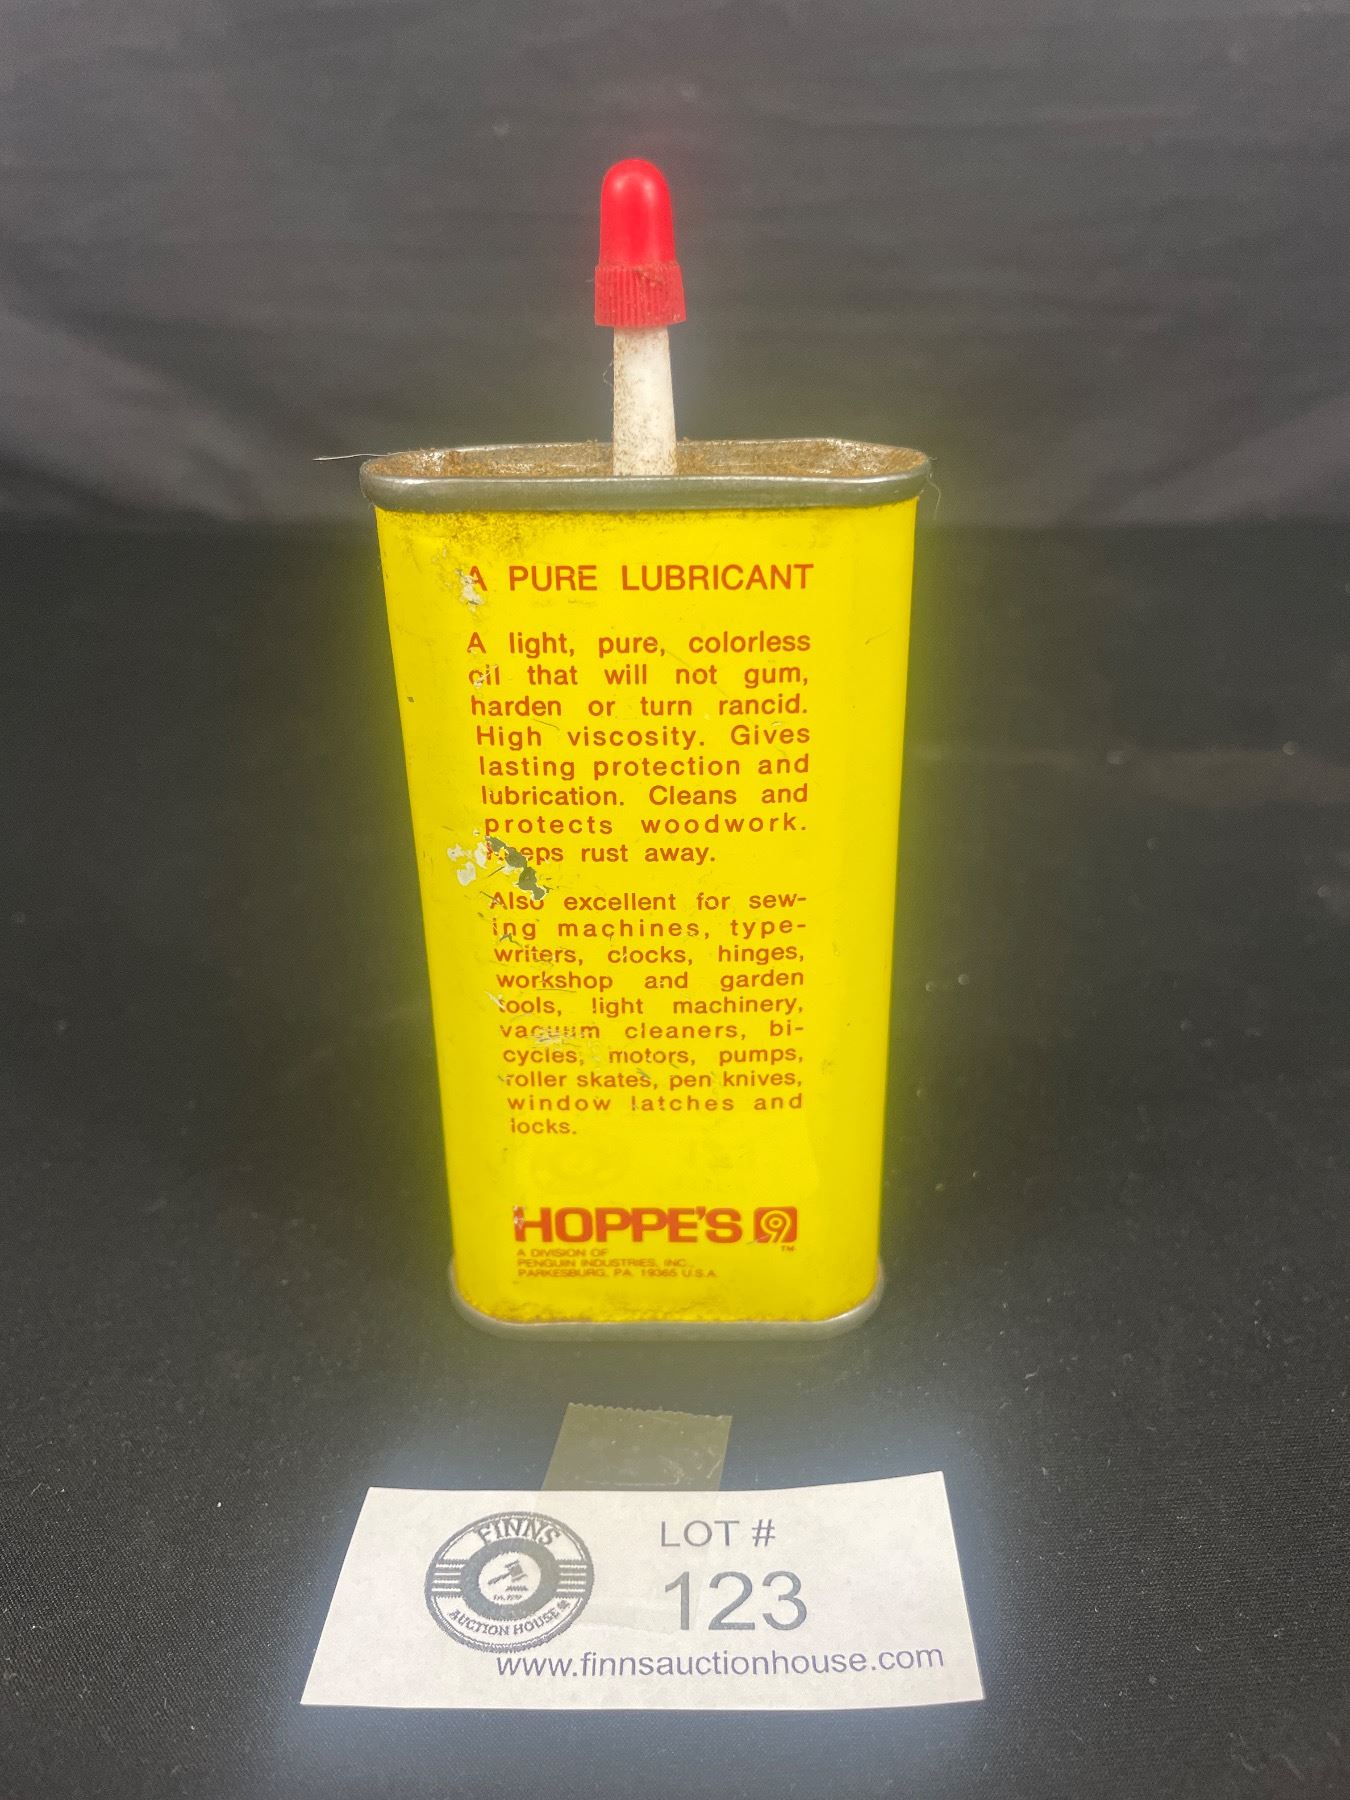 A PURE LUBRICANT
A light, pure, colorless
oil that will not gum,
harden or turn rancid.
High viscosity. Gives
lasting protection and
lubrication. Cleans and
protects woodwork.
Keeps rust away.
Also excellent for sew-
ing machines, type-
writers, clocks, hinges,
workshop and garden
tools, light machinery,
vacuum cleaners, bi-
cycles, motors, pumps,
roller skates, pen knives,
window latches and
locks.
HOPPE'S 9
TM
A DIVISION OF
PENGUIN INDUSTRIES, INC.
PARKESBURG, PA. 19365 U.S.A.
FINNS
AUCTION HOUSE
LOT #
123
www.finnsauctionhouse.com